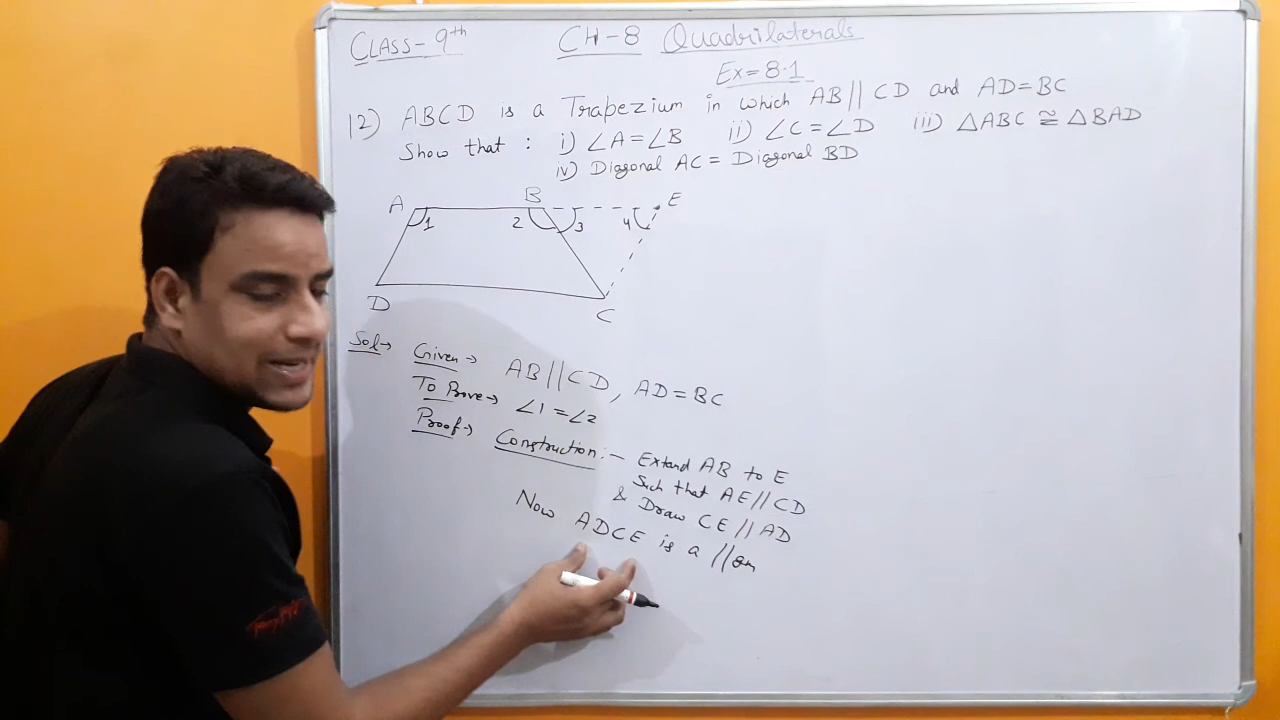 CLASS-9th CH-8 Quadrilaterals
Ex=8.1
12) ABCD is a Trapezium in which AB//CD and AD=BC
Show that : i) ∠A=∠B ii) ∠C=∠D iii) △ABC ≅ △BAD
iv) Diagonal AC = Diagonal BD
A B E
1 2 3 4
D C
Sol→ Given→ AB//CD, AD=BC
To Prove→ ∠1=∠2
Proof→ Construction:- Extand AB to E
Such that AE//CD
& Draw CE//AD
Now ADCE is a //gm